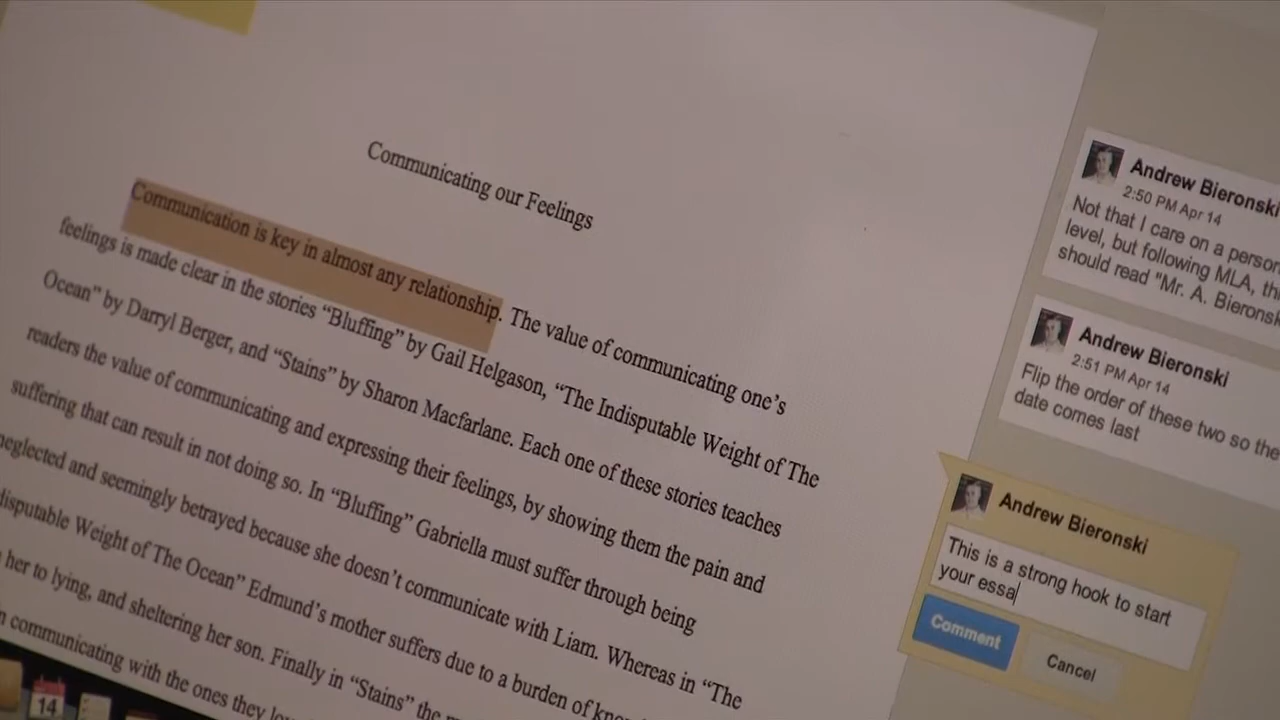 Communicating our Feelings
Communication is key in almost any relationship. The value of communicating one's
feelings is made clear in the stories “Bluffing” by Gail Helgason, “The Indisputable Weight of The
Ocean” by Darryl Berger, and “Stains” by Sharon Macfarlane. Each one of these stories teaches
readers the value of communicating and expressing their feelings, by showing them the pain and
suffering that can result in not doing so. In “Bluffing” Gabriella must suffer through being
neglected and seemingly betrayed because she doesn't communicate with Liam. Whereas in “The
disputable Weight of The Ocean” Edmund's mother suffers due to a burden of
her to lying, and sheltering her son. Finally in “Stains” the
communicating with the ones they
Andrew Bieronski
2:50 PM Apr 14
Not that I care on a person
level, but following MLA, th
should read "Mr. A. Bieronsk
Andrew Bieronski
2:51 PM Apr 14
Flip the order of these two so the
date comes last
Andrew Bieronski
This is a strong hook to start
your essa
Comment
Cancel
14